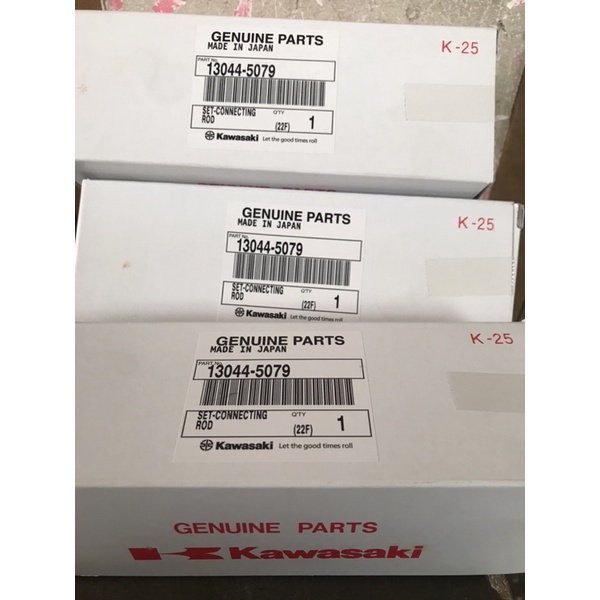 GENUINE PARTS
MADE IN JAPAN
K-25
PART No.
13044-5079
SET-CONNECTING
ROD
Q'TY
(22F) 1
Kawasaki Let the good times roll
GENUINE PARTS
MADE IN JAPAN
K-25
PART No.
13044-5079
SET-CONNECTING
ROD
Q'TY
(22F) 1
Kawasaki Let the good times roll
GENUINE PARTS
MADE IN JAPAN
K-25
PART No.
13044-5079
SET-CONNECTING
ROD
Q'TY
(22F) 1
Kawasaki Let the good times roll
GENUINE PARTS
Kawasaki